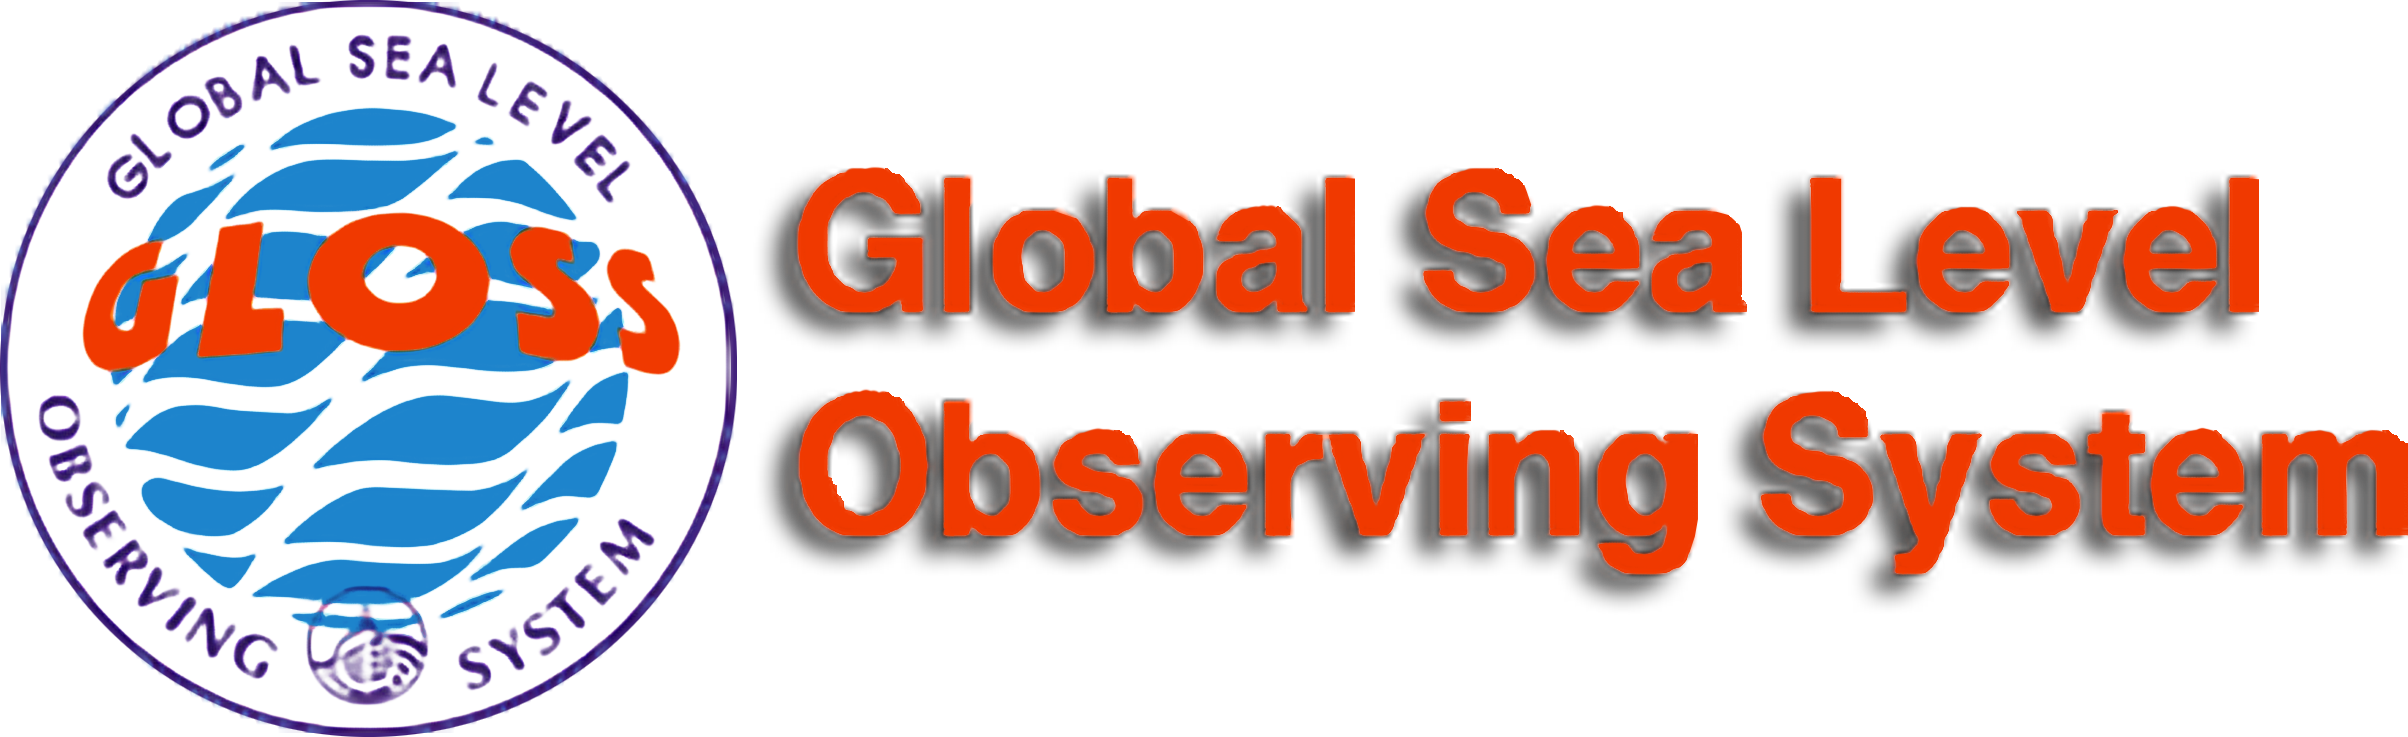 GLOBAL SEA LEVEL
GLOSS
OBSERVING SYSTEM
Global Sea Level
Observing System